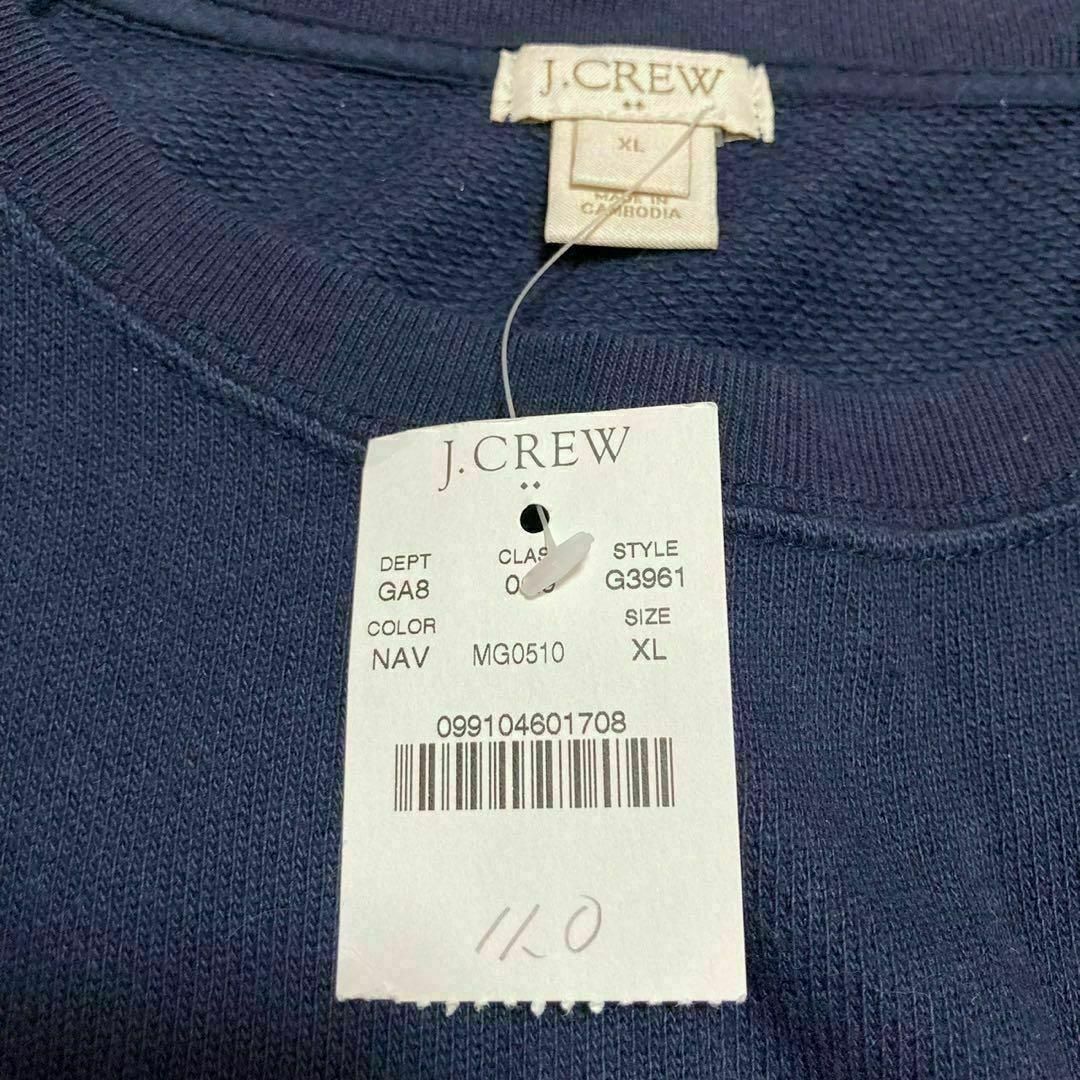 J.CREW
XL
MADE IN
CAMBODIA
J.CREW
DEPT STYLE
GA8 G3961
COLOR SIZE
NAV MG0510 XL
099104601708